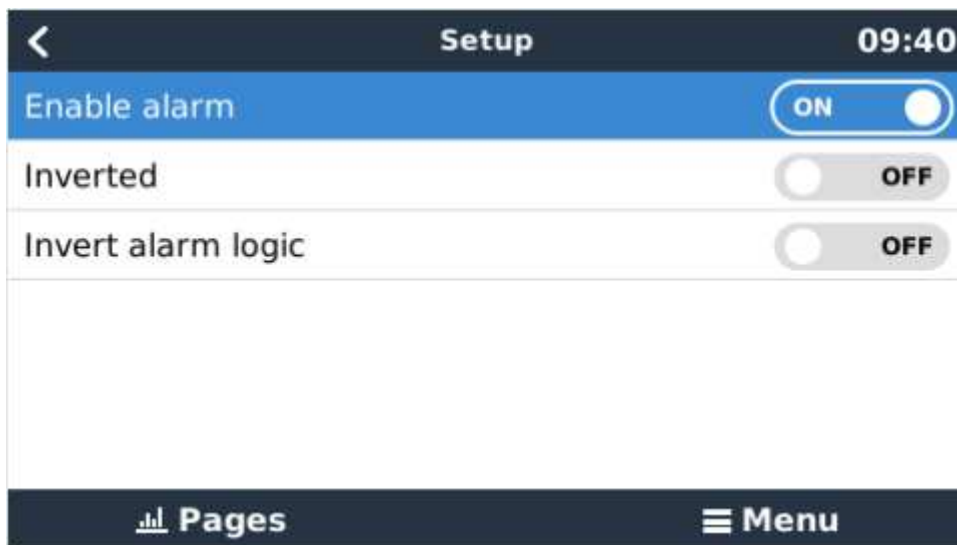 Setup 09:40
Enable alarm ON
Inverted OFF
Invert alarm logic OFF
Pages Menu